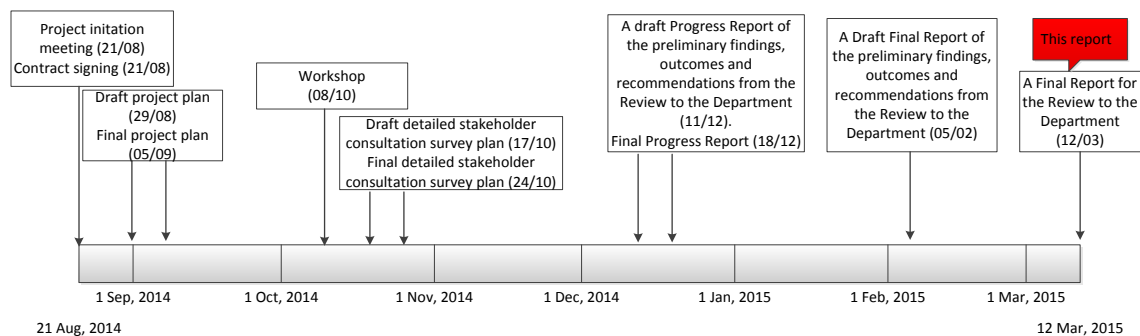 Project initation
meeting (21/08)
Contract signing (21/08)
Draft project plan
(29/08)
Final project plan
(05/09)
Workshop
(08/10)
Draft detailed stakeholder
consultation survey plan (17/10)
Final detailed stakeholder
consultation survey plan (24/10)
A draft Progress Report of
the preliminary findings,
outcomes and
recommendations from the
Review to the Department
(11/12).
Final Progress Report (18/12)
A Draft Final Report of
the preliminary findings,
outcomes and
recommendations from
the Review to the
Department (05/02)
This report
A Final Report for
the Review to the
Department
(12/03)
1 Sep, 2014
1 Oct, 2014
1 Nov, 2014
1 Dec, 2014
1 Jan, 2015
1 Feb, 2015
1 Mar, 2015
21 Aug, 2014
12 Mar, 2015